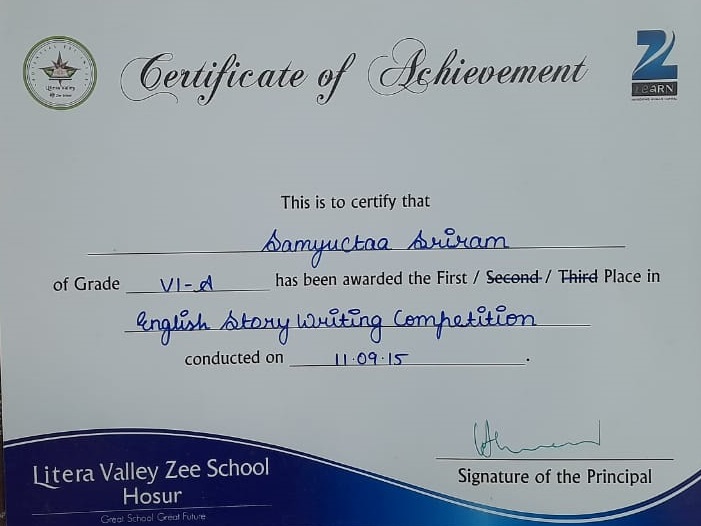 Certificate of Achievement
Litera Valley
Z
LEARN
This is to certify that
Samyuctaa Sriram
of Grade VI-A has been awarded the First / Second / Third Place in
English Story Writing Competition
conducted on 11.09.15.
Litera Valley Zee School
Hosur
Great School Great Future
Signature of the Principal